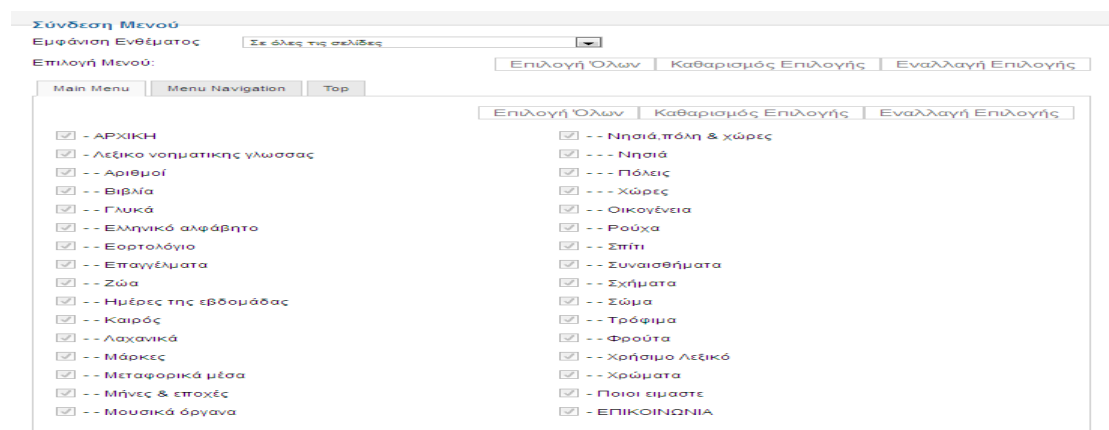 Σύνδεση Μενού
Εμφάνιση Ενθέματος Σε όλες τις σελίδες
Επιλογή Μενού: Επιλογή Όλων Καθαρισμός Επιλογής Εναλλαγή Επιλογής
Main Menu Menu Navigation Top
Επιλογή Όλων Καθαρισμός Επιλογής Εναλλαγή Επιλογής
- ΑΡΧΙΚΗ
- Λεξικο νοηματικης γλωσσας
- - Αριθμοί
- - Βιβλία
- - Γλυκά
- - Ελληνικό αλφάβητο
- - Εορτολόγιο
- - Επαγγέλματα
- - Ζώα
- - Ημέρες της εβδομάδας
- - Καιρός
- - Λαχανικά
- - Μάρκες
- - Μεταφορικά μέσα
- - Μήνες & εποχές
- - Μουσικά όργανα
- - Νησιά,πόλη & χώρες
- - - Νησιά
- - - Πόλεις
- - - Χώρες
- - Οικογένεια
- - Ρούχα
- - Σπίτι
- - Συναισθήματα
- - Σχήματα
- - Σώμα
- - Τρόφιμα
- - Φρούτα
- - Χρήσιμο Λεξικό
- - Χρώματα
- Ποιοι ειμαστε
- ΕΠΙΚΟΙΝΩΝΙΑ